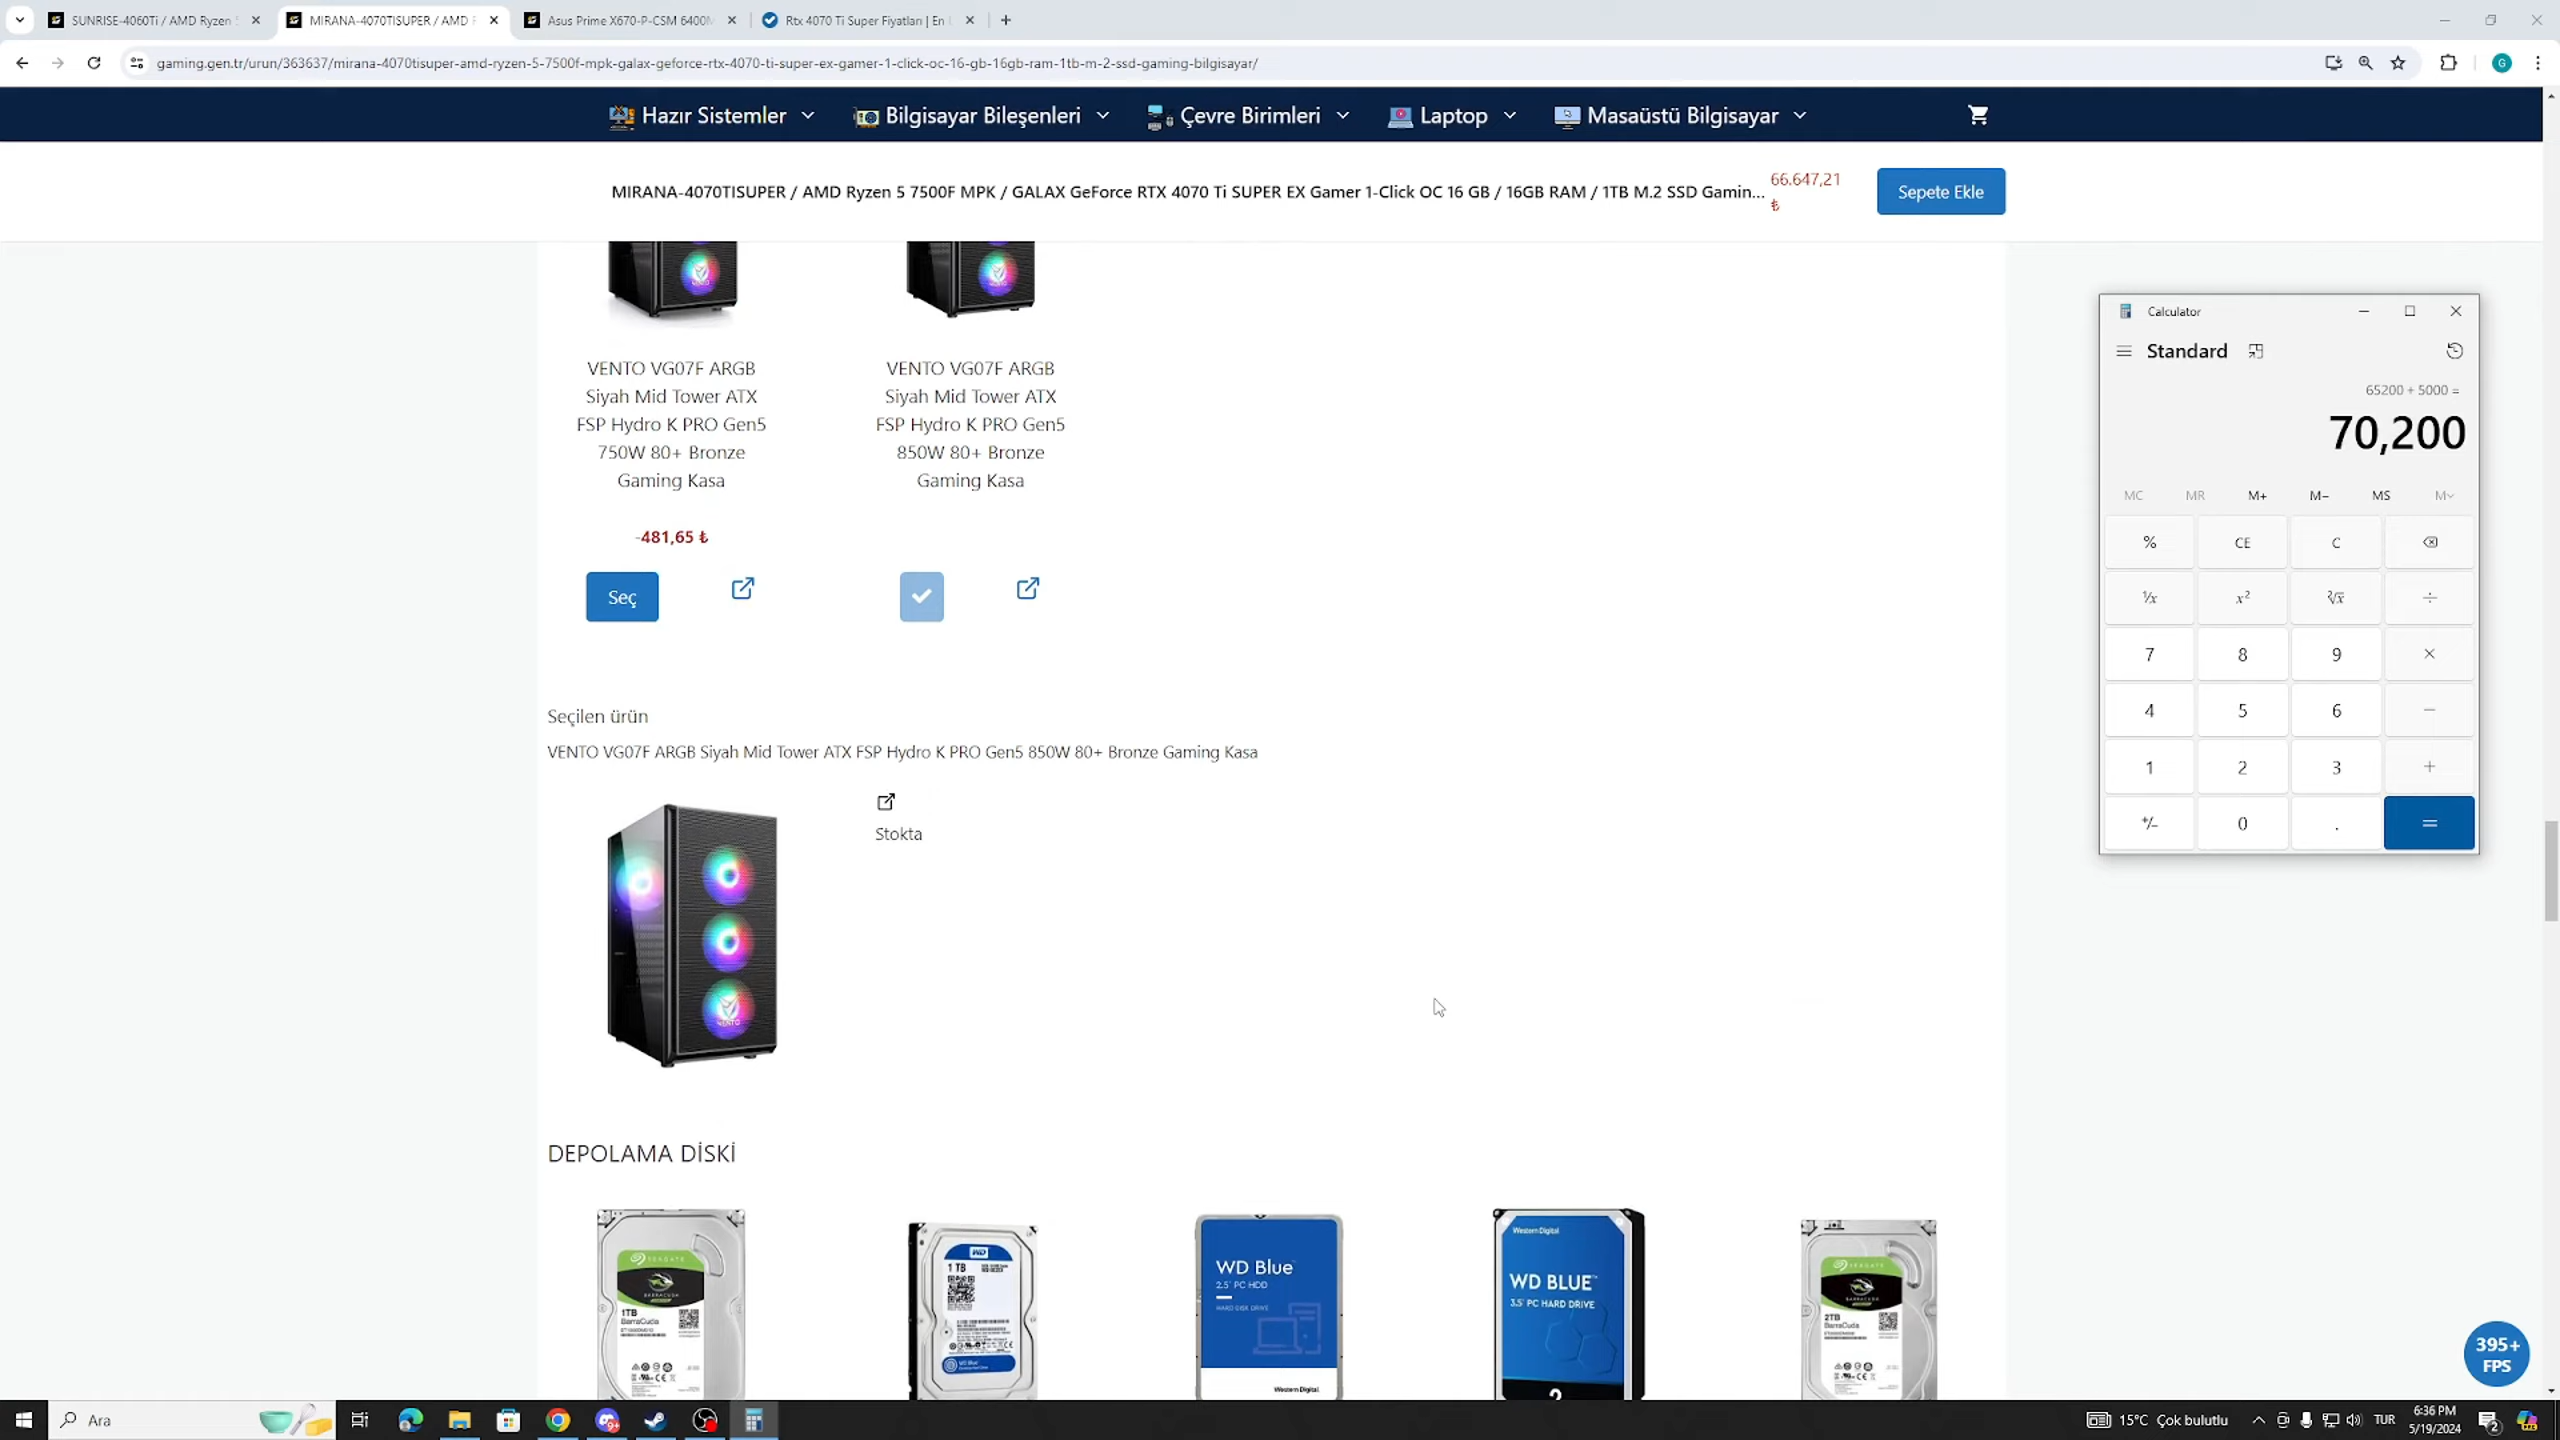 SUNRISE-4060Ti / AMD Ryzen 5
MIRANA-4070TISUPER / AMD R
Asus Prime X670-P-CSM 6400M
Rtx 4070 Ti Super Fiyatları | En
gaming.gen.tr/urun/363637/mirana-4070tisuper-amd-ryzen-5-7500f-mpk-galax-geforce-rtx-4070-ti-super-ex-gamer-1-click-oc-16-gb-16gb-ram-1tb-m-2-ssd-gaming-bilgisayar/
G
Hazır Sistemler
Bilgisayar Bileşenleri
Çevre Birimleri
Laptop
Masaüstü Bilgisayar
MIRANA-4070TISUPER / AMD Ryzen 5 7500F MPK / GALAX GeForce RTX 4070 Ti SUPER EX Gamer 1-Click OC 16 GB / 16GB RAM / 1TB M.2 SSD Gamin...
66.647,21
₺
Sepete Ekle
VENTO VG07F ARGB
Siyah Mid Tower ATX
FSP Hydro K PRO Gen5
750W 80+ Bronze
Gaming Kasa
-481,65 ₺
Seç
VENTO VG07F ARGB
Siyah Mid Tower ATX
FSP Hydro K PRO Gen5
850W 80+ Bronze
Gaming Kasa
Seçilen ürün
VENTO VG07F ARGB Siyah Mid Tower ATX FSP Hydro K PRO Gen5 850W 80+ Bronze Gaming Kasa
Stokta
VENTO
DEPOLAMA DİSKİ
SEAGATE
BARRACUDA
1TB
BarraCuda
WD
1 TB
WD Blue
WD Blue
2.5" PC HDD
HARD DISK DRIVE
Western Digital
Western Digital
WD BLUE
3.5" PC HARD DRIVE
2
SEAGATE
BARRACUDA
2TB
BarraCuda
Calculator
Standard
65200 + 5000 =
70,200
MC MR M+ M− MS M˅
% CE C
¹/x x² ²√x ÷
7 8 9 ×
4 5 6 −
1 2 3 +
+/− 0 . =
395+
FPS
Ara
9+
15°C Çok bulutlu
TUR
6:36 PM
5/19/2024
2